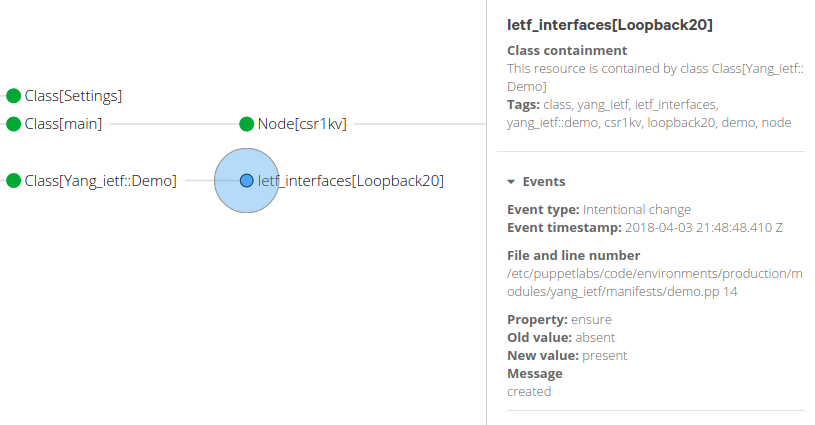 Class[Settings]
Class[main]
Node[csr1kv]
Class[Yang_ietf::Demo]
Ietf_interfaces[Loopback20]
Ietf_interfaces[Loopback20]
Class containment
This resource is contained by class Class[Yang_ietf::
Demo]
Tags: class, yang_ietf, ietf_interfaces,
yang_ietf::demo, csr1kv, loopback20, demo, node
Events
Event type: Intentional change
Event timestamp: 2018-04-03 21:48:48.410 Z
File and line number
/etc/puppetlabs/code/environments/production/m
odules/yang_ietf/manifests/demo.pp 14
Property: ensure
Old value: absent
New value: present
Message
created